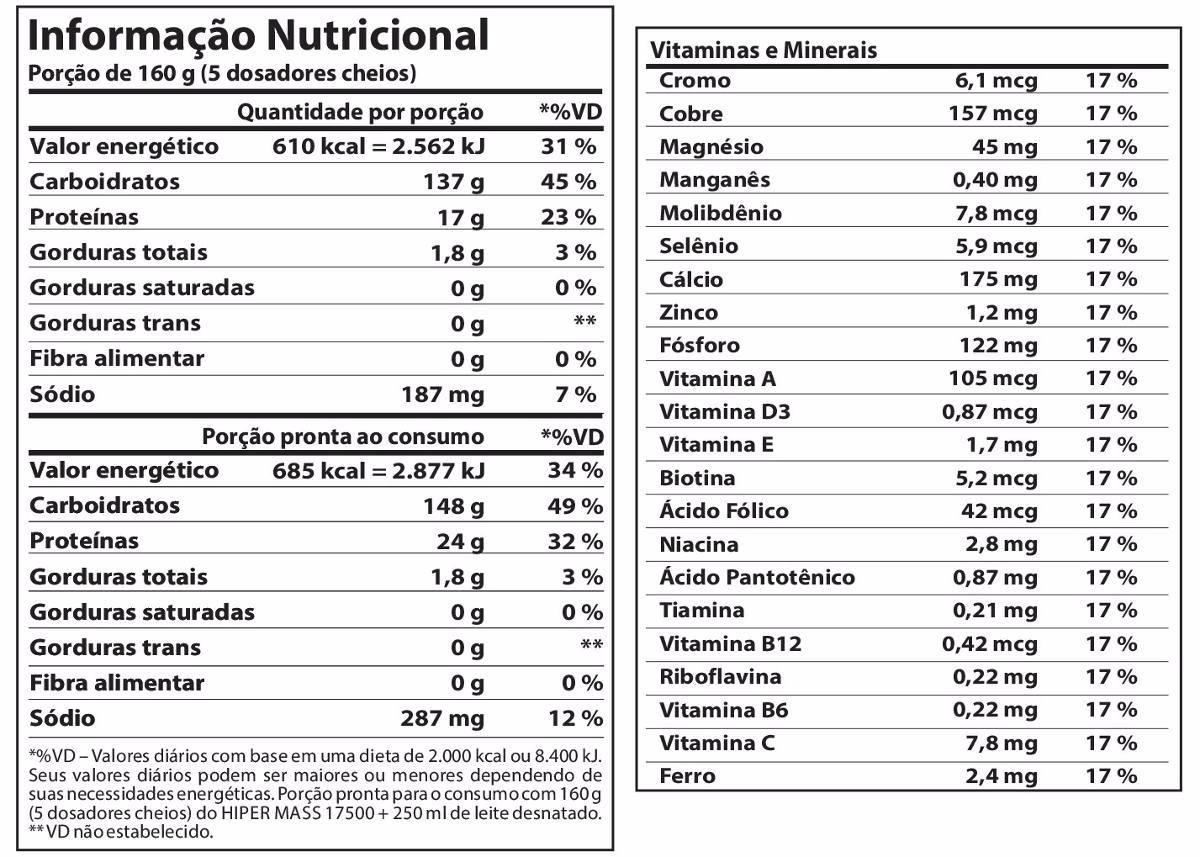 Informação Nutricional
Porção de 160 g (5 dosadores cheios)
Quantidade por porção *%VD
Valor energético 610 kcal = 2.562 kJ 31 %
Carboidratos 137 g 45 %
Proteínas 17 g 23 %
Gorduras totais 1,8 g 3 %
Gorduras saturadas 0 g 0 %
Gorduras trans 0 g **
Fibra alimentar 0 g 0 %
Sódio 187 mg 7 %
Porção pronta ao consumo *%VD
Valor energético 685 kcal = 2.877 kJ 34 %
Carboidratos 148 g 49 %
Proteínas 24 g 32 %
Gorduras totais 1,8 g 3 %
Gorduras saturadas 0 g 0 %
Gorduras trans 0 g **
Fibra alimentar 0 g 0 %
Sódio 287 mg 12 %
*%VD – Valores diários com base em uma dieta de 2.000 kcal ou 8.400 kJ.
Seus valores diários podem ser maiores ou menores dependendo de
suas necessidades energéticas. Porção pronta para o consumo com 160 g
(5 dosadores cheios) do HIPER MASS 17500 + 250 ml de leite desnatado.
** VD não estabelecido.
Vitaminas e Minerais
Cromo 6,1 mcg 17 %
Cobre 157 mcg 17 %
Magnésio 45 mg 17 %
Manganês 0,40 mg 17 %
Molibdênio 7,8 mcg 17 %
Selênio 5,9 mcg 17 %
Cálcio 175 mg 17 %
Zinco 1,2 mg 17 %
Fósforo 122 mg 17 %
Vitamina A 105 mcg 17 %
Vitamina D3 0,87 mcg 17 %
Vitamina E 1,7 mg 17 %
Biotina 5,2 mcg 17 %
Ácido Fólico 42 mcg 17 %
Niacina 2,8 mg 17 %
Ácido Pantotênico 0,87 mg 17 %
Tiamina 0,21 mg 17 %
Vitamina B12 0,42 mcg 17 %
Riboflavina 0,22 mg 17 %
Vitamina B6 0,22 mg 17 %
Vitamina C 7,8 mg 17 %
Ferro 2,4 mg 17 %